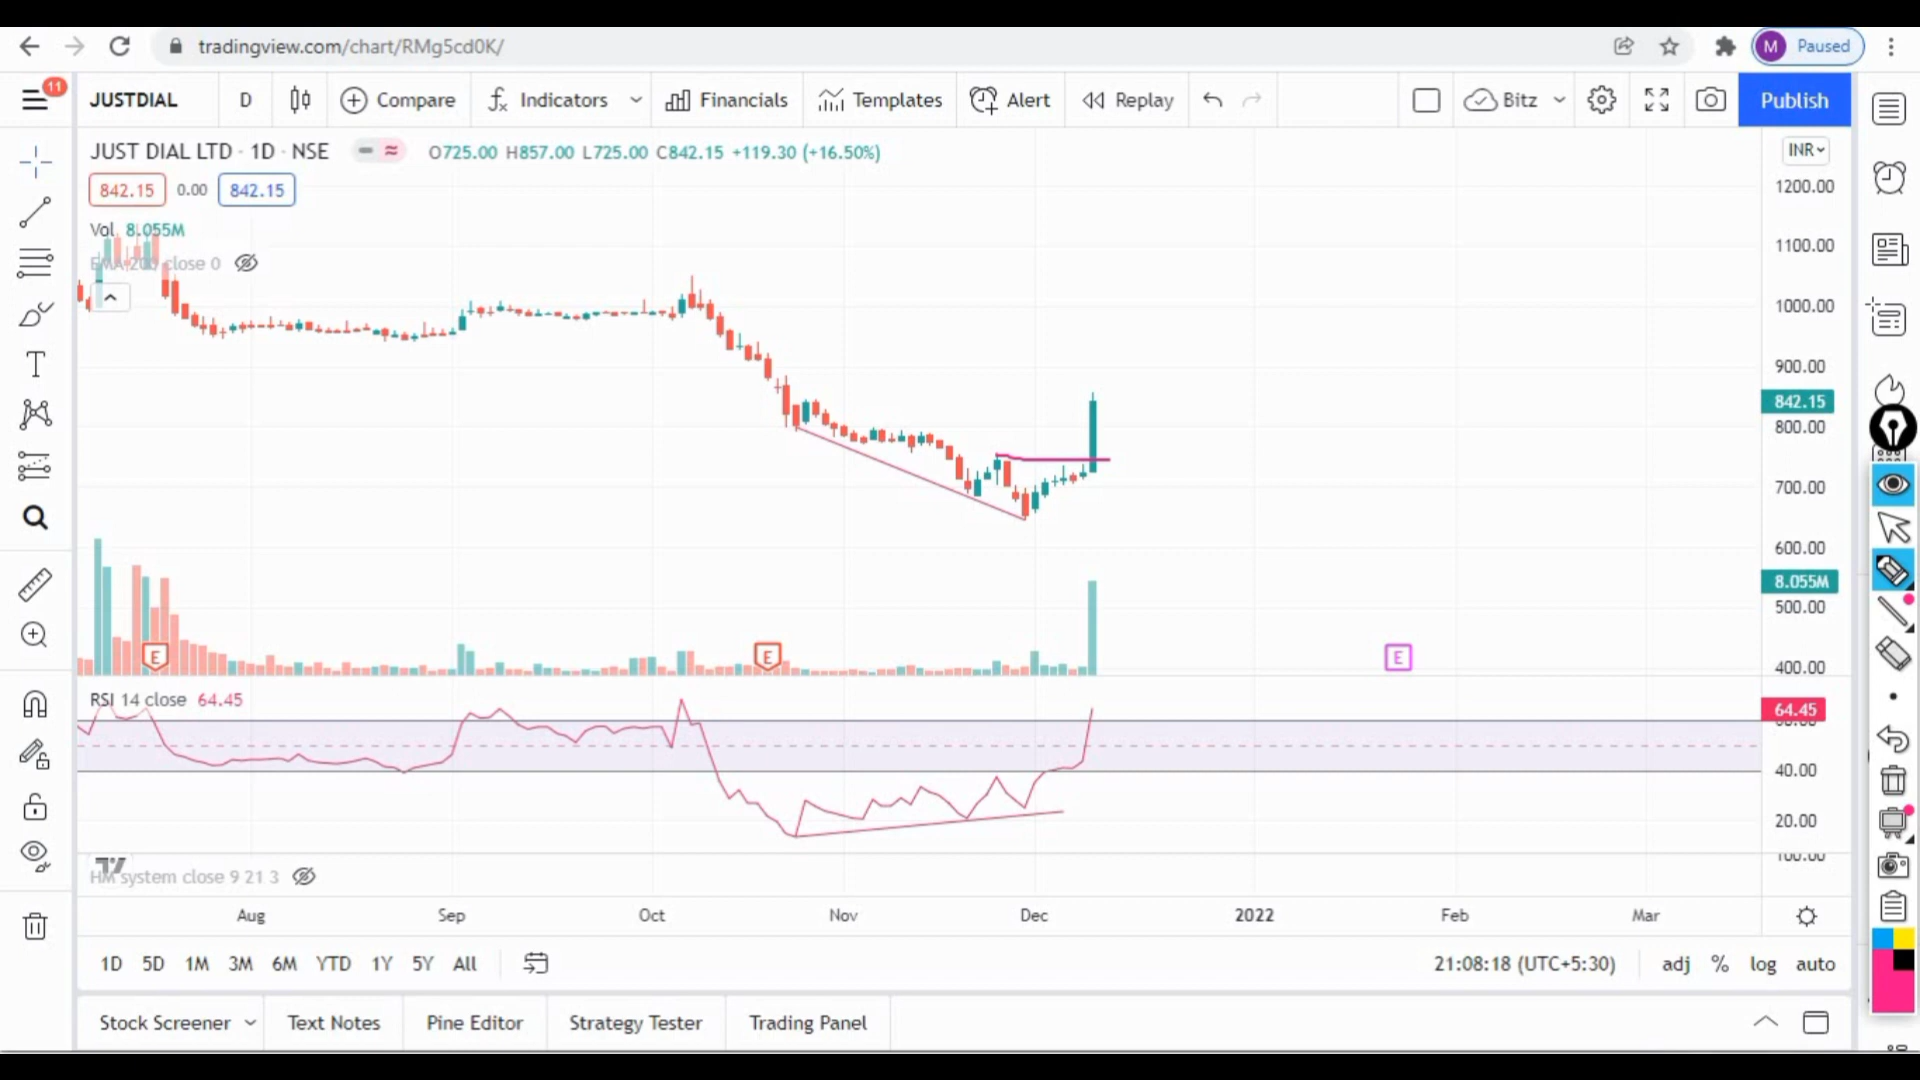 tradingview.com/chart/RMg5cd0K/
M Paused
11
JUSTDIAL D Compare Indicators Financials Templates Alert Replay Bitz Publish
JUST DIAL LTD · 1D · NSE O725.00 H857.00 L725.00 C842.15 +119.30 (+16.50%)
INR
842.15 0.00 842.15
Vol 8.055M
EMA 200 close 0
1200.00
1100.00
1000.00
900.00
842.15
800.00
700.00
600.00
8.055M
500.00
400.00
E E E
RSI 14 close 64.45
64.45
40.00
20.00
100.00
HM system close 9 21 3
Aug Sep Oct Nov Dec 2022 Feb Mar
1D 5D 1M 3M 6M YTD 1Y 5Y All
21:08:18 (UTC+5:30) adj % log auto
Stock Screener Text Notes Pine Editor Strategy Tester Trading Panel